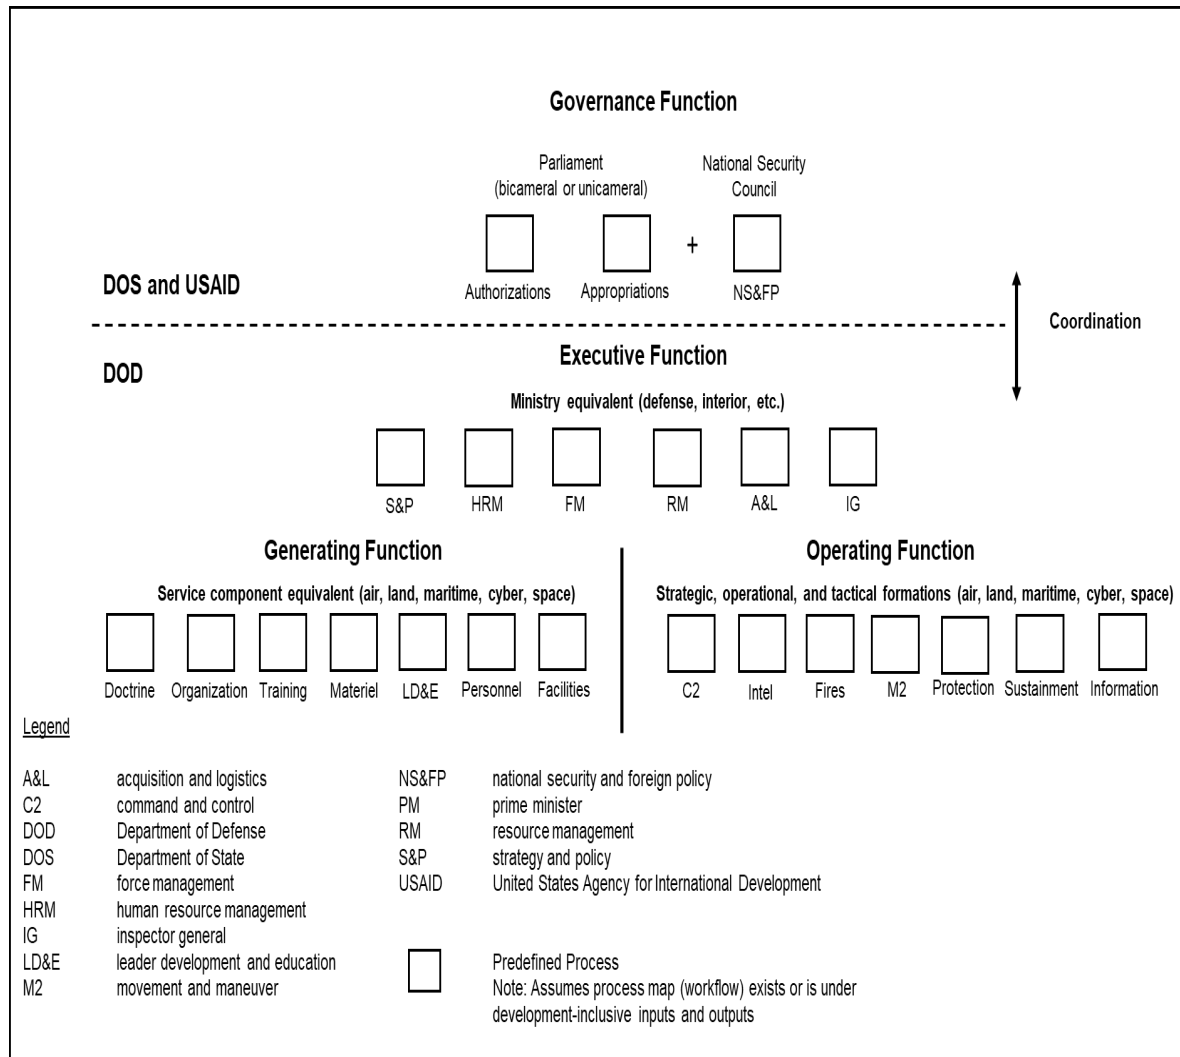 Governance Function
Parliament
(bicameral or unicameral)
National Security
Council
+
Authorizations
Appropriations
NS&FP
DOS and USAID
Coordination
DOD
Executive Function
Ministry equivalent (defense, interior, etc.)
S&P
HRM
FM
RM
A&L
IG
Generating Function
Service component equivalent (air, land, maritime, cyber, space)
Doctrine
Organization
Training
Materiel
LD&E
Personnel
Facilities
Operating Function
Strategic, operational, and tactical formations (air, land, maritime, cyber, space)
C2
Intel
Fires
M2
Protection
Sustainment
Information
Legend
A&L acquisition and logistics
C2 command and control
DOD Department of Defense
DOS Department of State
FM force management
HRM human resource management
IG inspector general
LD&E leader development and education
M2 movement and maneuver
NS&FP national security and foreign policy
PM prime minister
RM resource management
S&P strategy and policy
USAID United States Agency for International Development
Predefined Process
Note: Assumes process map (workflow) exists or is under
development-inclusive inputs and outputs